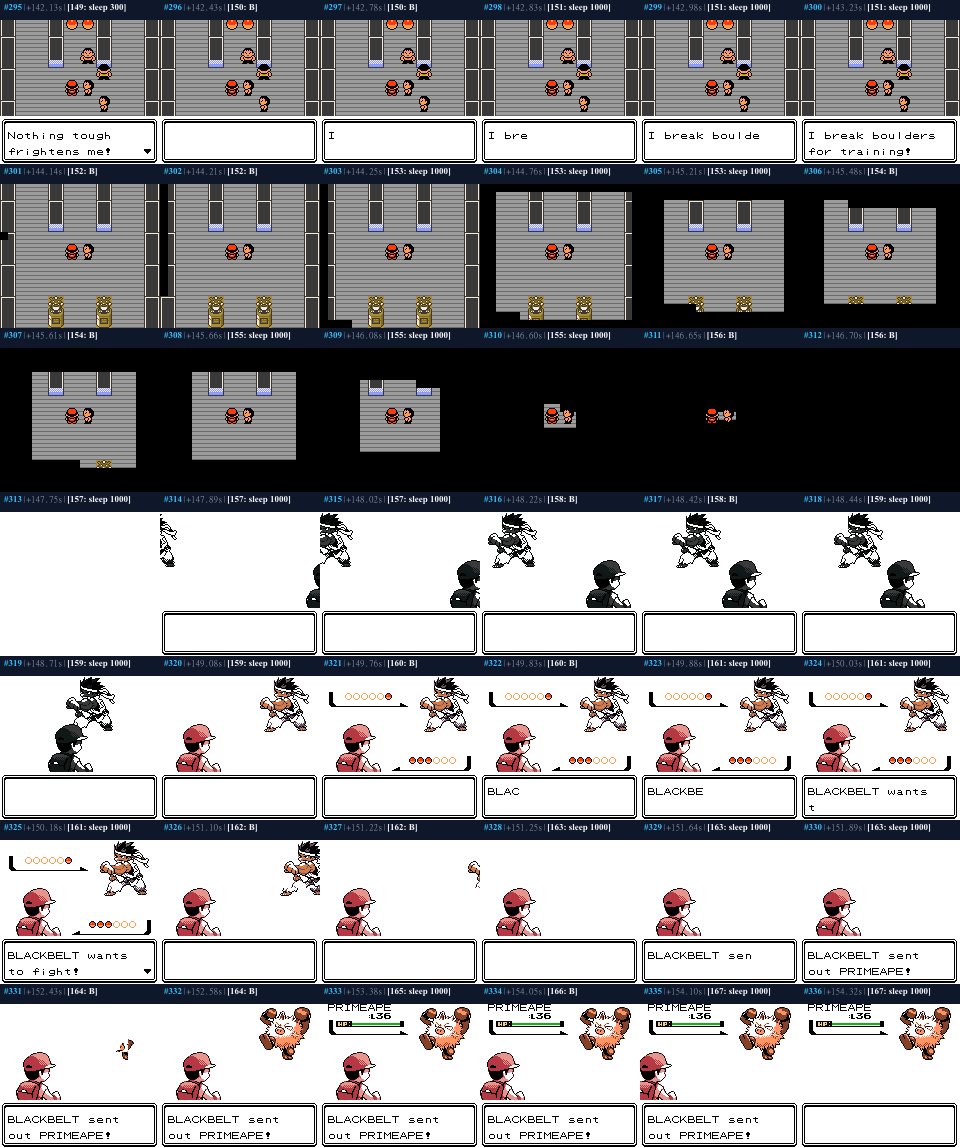 #295 | +142.13s | [149: sleep 300]
#296 | +142.43s | [150: B]
#297 | +142.78s | [150: B]
#298 | +142.83s | [151: sleep 1000]
#299 | +142.98s | [151: sleep 1000]
#300 | +143.23s | [151: sleep 1000]
Nothing tough
frightens me!
I
I bre
I break boulde
I break boulders
for training!
#301 | +144.14s | [152: B]
#302 | +144.21s | [152: B]
#303 | +144.25s | [153: sleep 1000]
#304 | +144.76s | [153: sleep 1000]
#305 | +145.21s | [153: sleep 1000]
#306 | +145.48s | [154: B]
#307 | +145.61s | [154: B]
#308 | +145.66s | [155: sleep 1000]
#309 | +146.08s | [155: sleep 1000]
#310 | +146.60s | [155: sleep 1000]
#311 | +146.65s | [156: B]
#312 | +146.70s | [156: B]
#313 | +147.75s | [157: sleep 1000]
#314 | +147.89s | [157: sleep 1000]
#315 | +148.02s | [157: sleep 1000]
#316 | +148.22s | [158: B]
#317 | +148.42s | [158: B]
#318 | +148.44s | [159: sleep 1000]
#319 | +148.71s | [159: sleep 1000]
#320 | +149.08s | [159: sleep 1000]
#321 | +149.76s | [160: B]
#322 | +149.83s | [160: B]
#323 | +149.88s | [161: sleep 1000]
#324 | +150.03s | [161: sleep 1000]
BLAC
BLACKBE
BLACKBELT wants
t
#325 | +150.18s | [161: sleep 1000]
#326 | +151.10s | [162: B]
#327 | +151.22s | [162: B]
#328 | +151.25s | [163: sleep 1000]
#329 | +151.64s | [163: sleep 1000]
#330 | +151.89s | [163: sleep 1000]
BLACKBELT wants
to fight!
BLACKBELT sen
BLACKBELT sent
out PRIMEAPE!
#331 | +152.43s | [164: B]
#332 | +152.58s | [164: B]
#333 | +153.38s | [165: sleep 1000]
#334 | +154.05s | [166: B]
#335 | +154.10s | [167: sleep 1000]
#336 | +154.32s | [167: sleep 1000]
BLACKBELT sent
out PRIMEAPE!
BLACKBELT sent
out PRIMEAPE!
PRIMEAPE
:L36
HP:
BLACKBELT sent
out PRIMEAPE!
PRIMEAPE
:L36
HP:
BLACKBELT sent
out PRIMEAPE!
PRIMEAPE
:L36
HP:
BLACKBELT sent
out PRIMEAPE!
PRIMEAPE
:L36
HP: